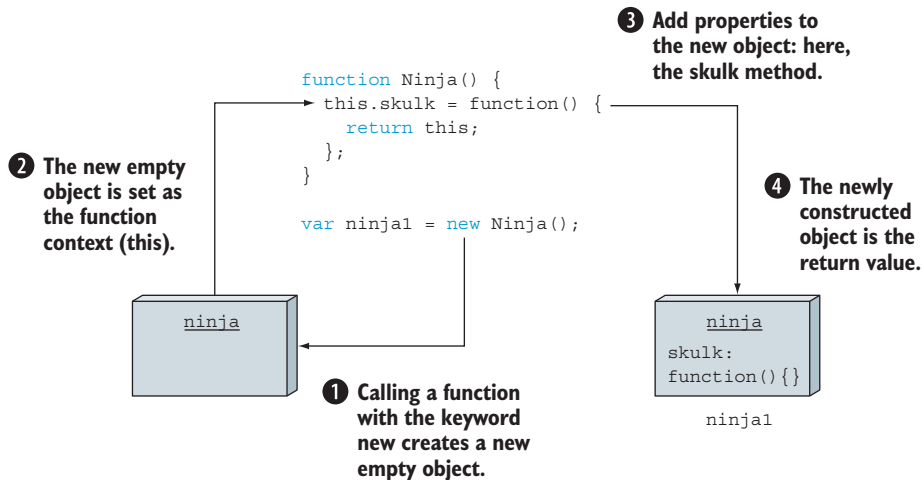 3 Add properties to
the new object: here,
the skulk method.
function Ninja() {
this.skulk = function() {
return this;
};
}
2 The new empty
object is set as
the function
context (this).
var ninja1 = new Ninja();
4 The newly
constructed
object is the
return value.
ninja
ninja
skulk:
function(){}
ninja1
1 Calling a function
with the keyword
new creates a new
empty object.